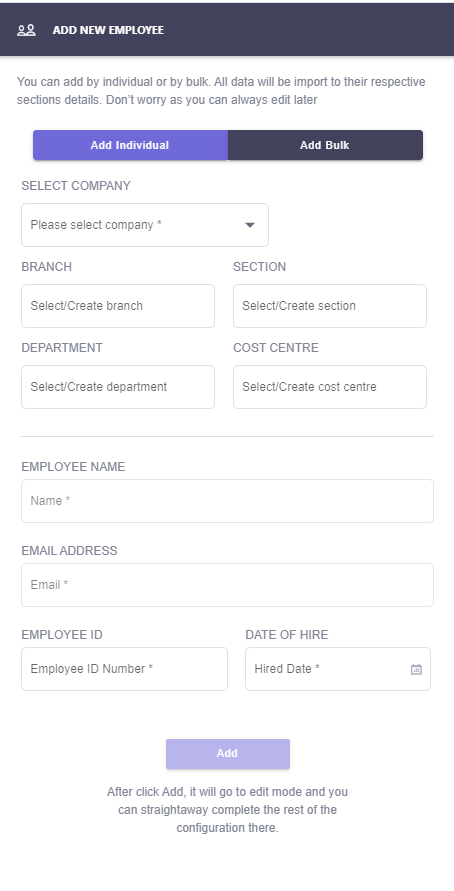 ADD NEW EMPLOYEE
You can add by individual or by bulk. All data will be import to their respective
sections details. Don't worry as you can always edit later
Add Individual
Add Bulk
SELECT COMPANY
Please select company *
BRANCH
SECTION
Select/Create branch
Select/Create section
DEPARTMENT
COST CENTRE
Select/Create department
Select/Create cost centre
EMPLOYEE NAME
Name *
EMAIL ADDRESS
Email *
EMPLOYEE ID
DATE OF HIRE
Employee ID Number *
Hired Date *
Add
After click Add, it will go to edit mode and you
can straightaway complete the rest of the
configuration there.